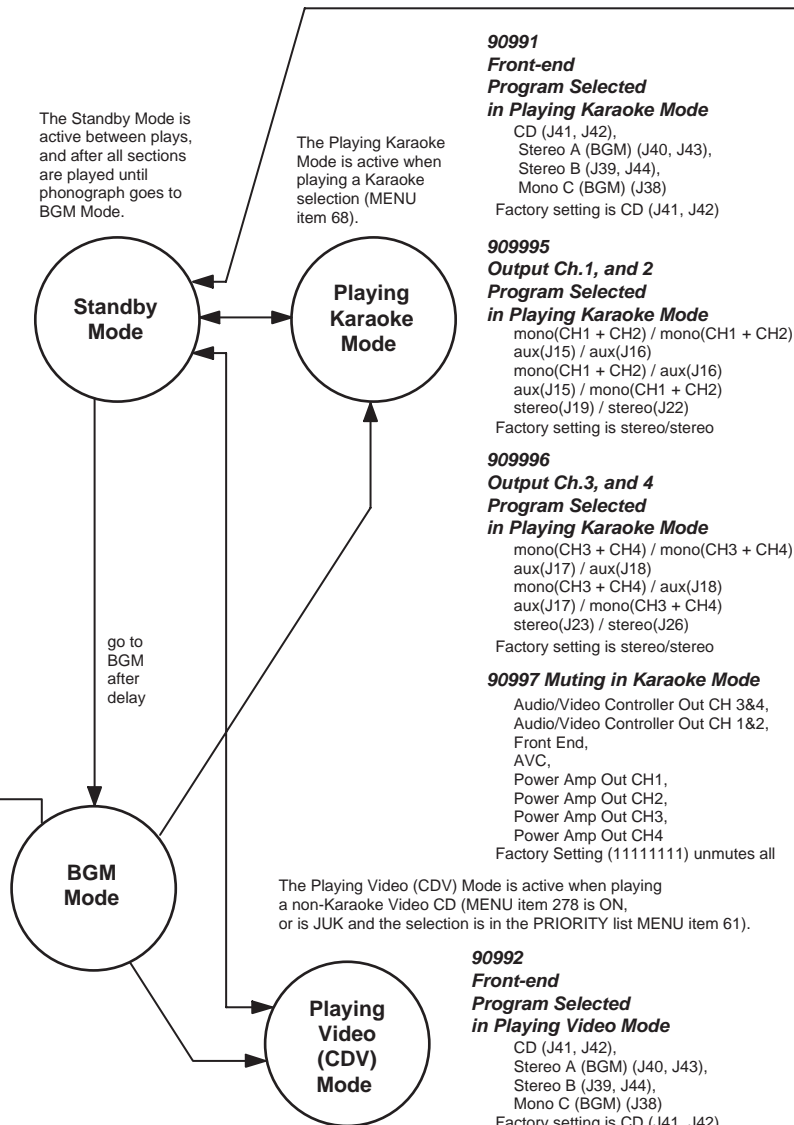 The Standby Mode is
active between plays,
and after all sections
are played until
phonograph goes to
BGM Mode.
The Playing Karaoke
Mode is active when
playing a Karaoke
selection (MENU
item 68).
Standby
Mode
Playing
Karaoke
Mode
go to
BGM
after
delay
BGM
Mode
90991
Front-end
Program Selected
in Playing Karaoke Mode
CD (J41, J42),
Stereo A (BGM) (J40, J43),
Stereo B (J39, J44),
Mono C (BGM) (J38)
Factory setting is CD (J41, J42)
909995
Output Ch.1, and 2
Program Selected
in Playing Karaoke Mode
mono(CH1 + CH2) / mono(CH1 + CH2)
aux(J15) / aux(J16)
mono(CH1 + CH2) / aux(J16)
aux(J15) / mono(CH1 + CH2)
stereo(J19) / stereo(J22)
Factory setting is stereo/stereo
909996
Output Ch.3, and 4
Program Selected
in Playing Karaoke Mode
mono(CH3 + CH4) / mono(CH3 + CH4)
aux(J17) / aux(J18)
mono(CH3 + CH4) / aux(J18)
aux(J17) / mono(CH3 + CH4)
stereo(J23) / stereo(J26)
Factory setting is stereo/stereo
90997 Muting in Karaoke Mode
Audio/Video Controller Out CH 3&4,
Audio/Video Controller Out CH 1&2,
Front End,
AVC,
Power Amp Out CH1,
Power Amp Out CH2,
Power Amp Out CH3,
Power Amp Out CH4
Factory Setting (11111111) unmutes all
The Playing Video (CDV) Mode is active when playing
a non-Karaoke Video CD (MENU item 278 is ON,
or is JUK and the selection is in the PRIORITY list MENU item 61).
Playing
Video
(CDV)
Mode
90992
Front-end
Program Selected
in Playing Video Mode
CD (J41, J42),
Stereo A (BGM) (J40, J43),
Stereo B (J39, J44),
Mono C (BGM) (J38)
Factory setting is CD (J41, J42)